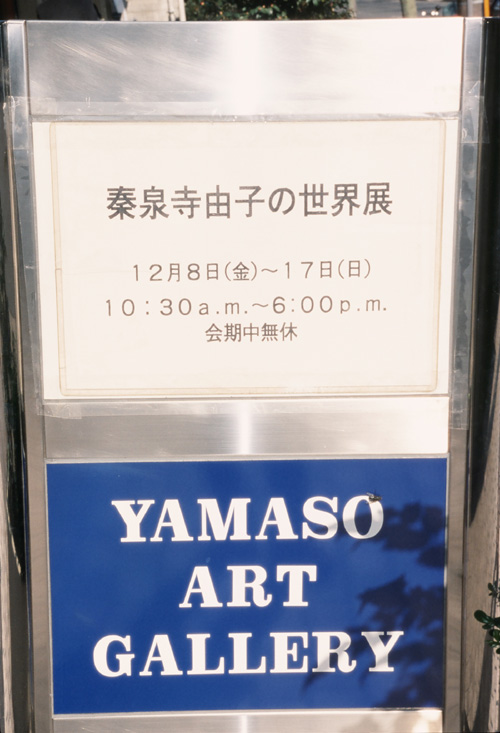 秦泉寺由子の世界展
12月8日(金)～17日(日)
10：30a.m.～6:00p.m.
会期中無休
YAMASO
ART
GALLERY